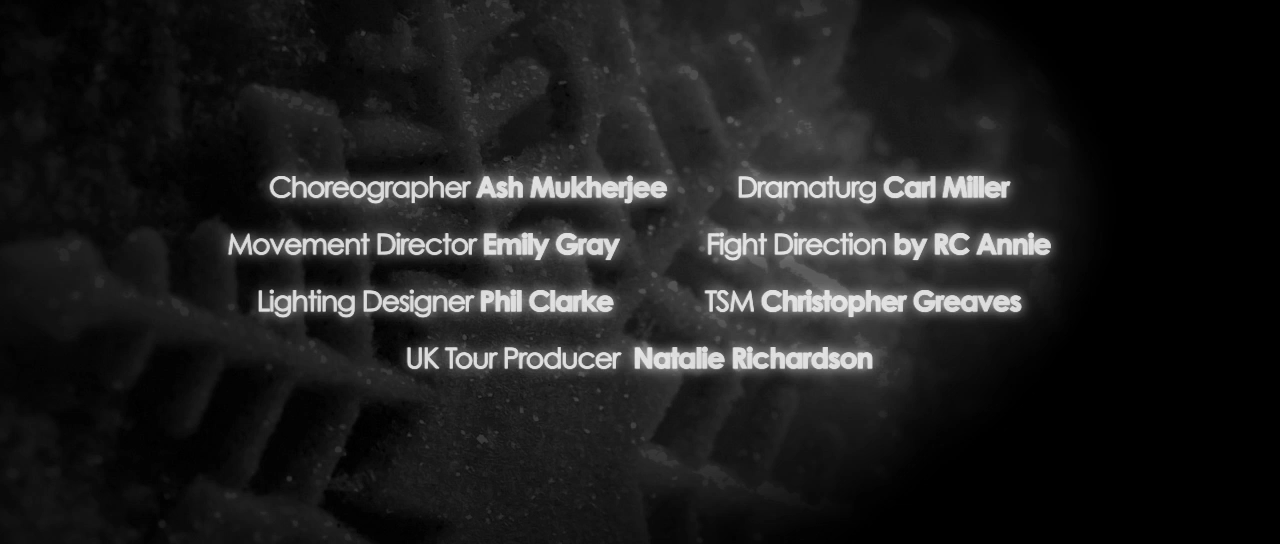 Choreographer Ash Mukherjee Dramaturg Carl Miller
Movement Director Emily Gray Fight Direction by RC Annie
Lighting Designer Phil Clarke TSM Christopher Greaves
UK Tour Producer Natalie Richardson